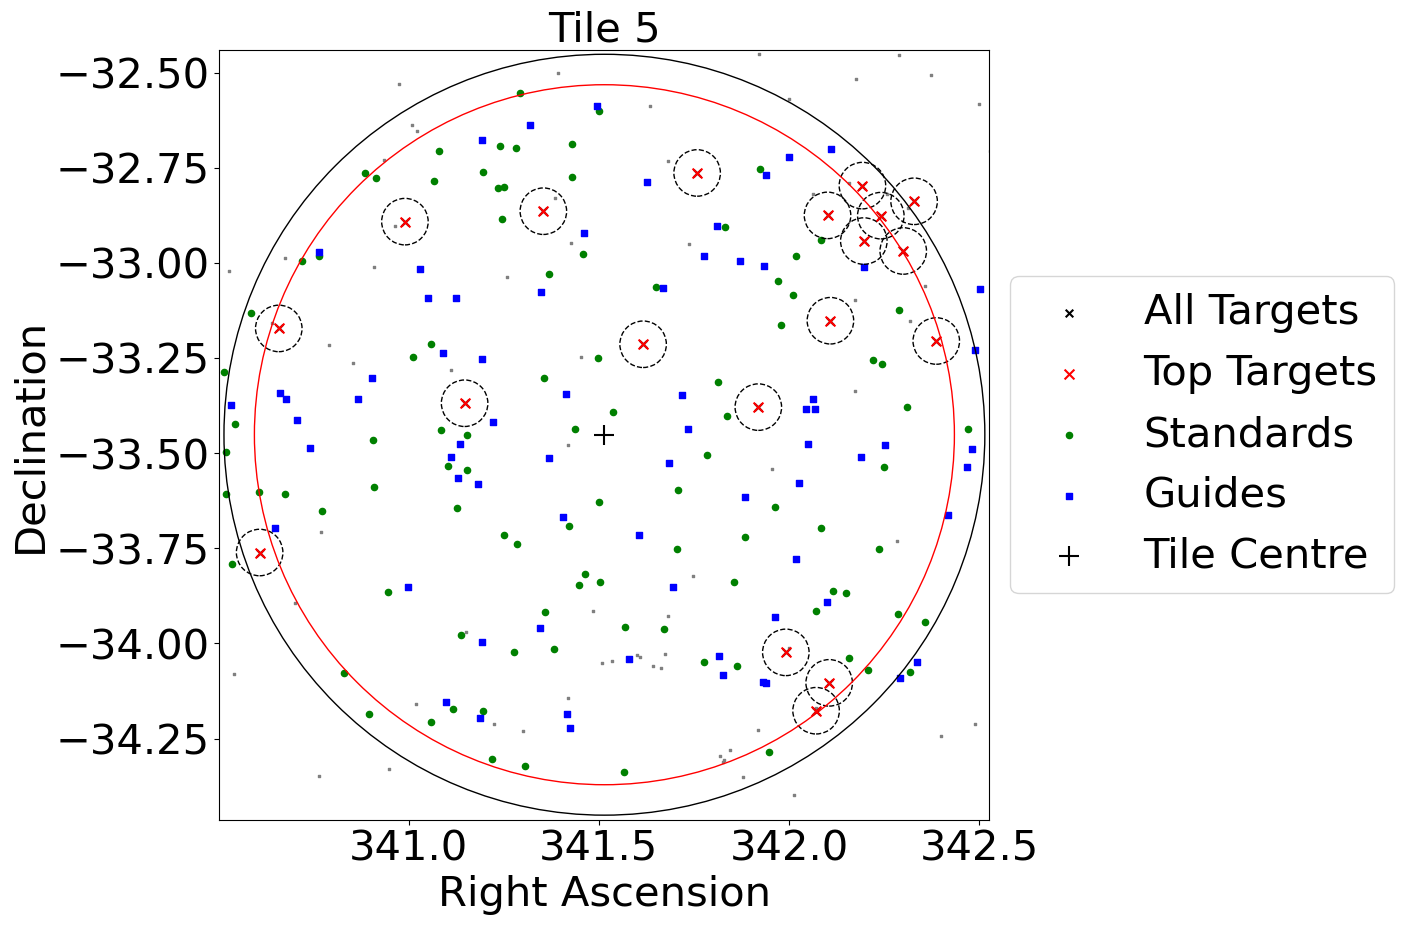 Tile 5
−32.50
−32.75
−33.00
−33.25
−33.50
−33.75
−34.00
−34.25
Declination
341.0 341.5 342.0 342.5
Right Ascension
All Targets
Top Targets
Standards
Guides
Tile Centre